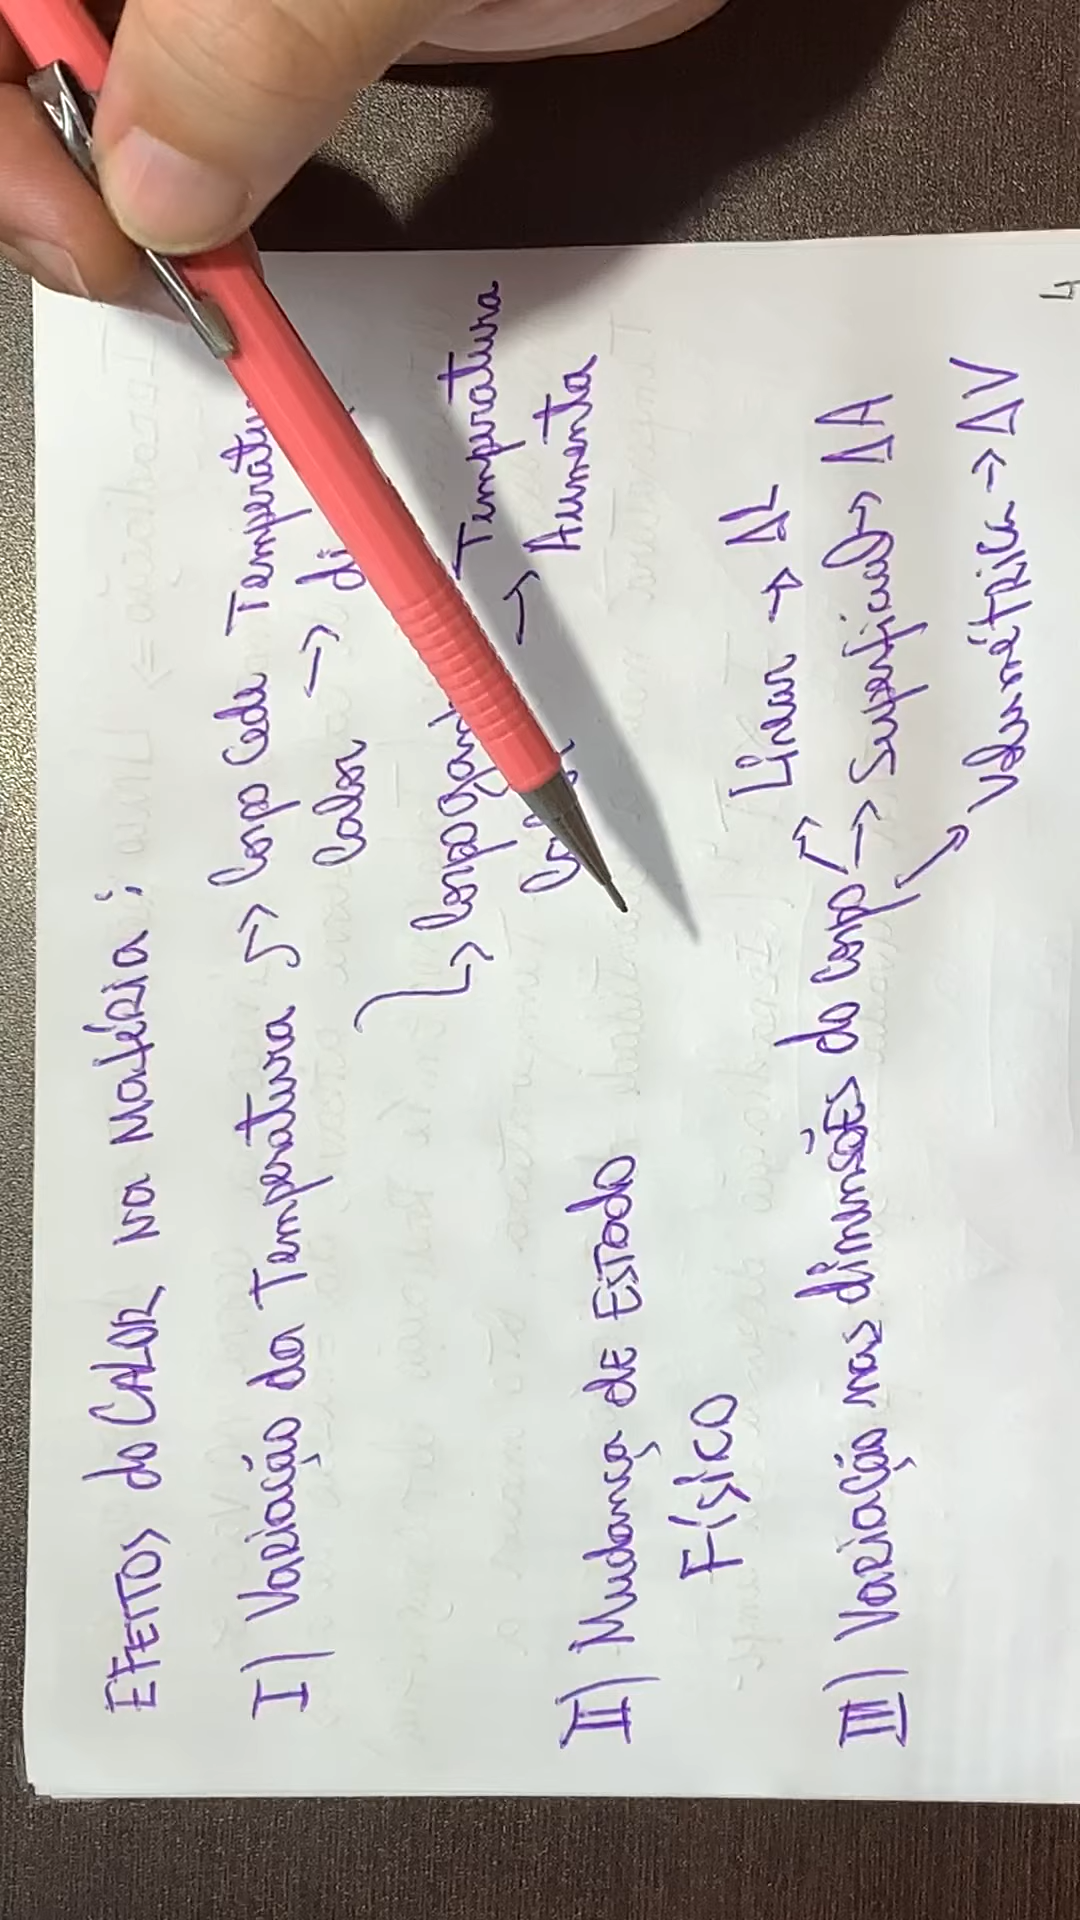 EFEITOS do CALOR na Matéria:
I) Variação da Temperatura → Corpo Cede Temperatura
Calor → di
↳ Corpo ganha Temperatura
→ Aumenta
II) Mudança de ESTADO
FÍSICO
Linear → ΔL
III) Variação nas dimensões do corpo → Superficial → ΔA
Volumétrica → ΔV
4